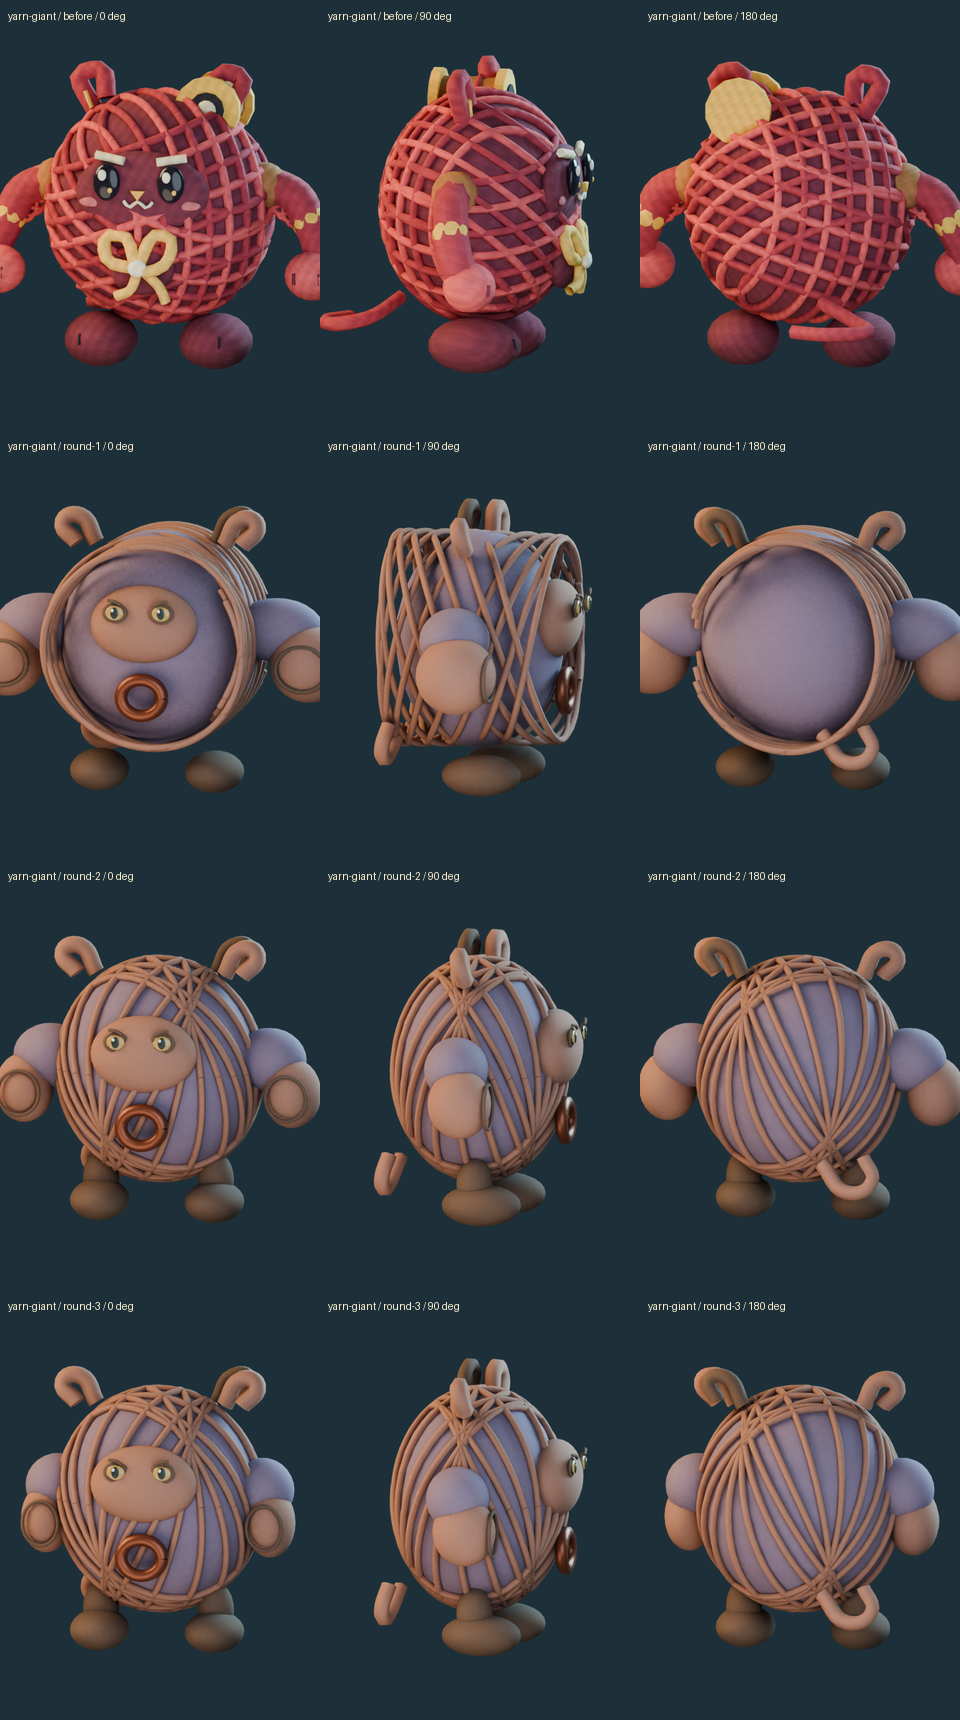 yarn-giant / before / 0 deg
yarn-giant / before / 90 deg
yarn-giant / before / 180 deg
yarn-giant / round-1 / 0 deg
yarn-giant / round-1 / 90 deg
yarn-giant / round-1 / 180 deg
yarn-giant / round-2 / 0 deg
yarn-giant / round-2 / 90 deg
yarn-giant / round-2 / 180 deg
yarn-giant / round-3 / 0 deg
yarn-giant / round-3 / 90 deg
yarn-giant / round-3 / 180 deg